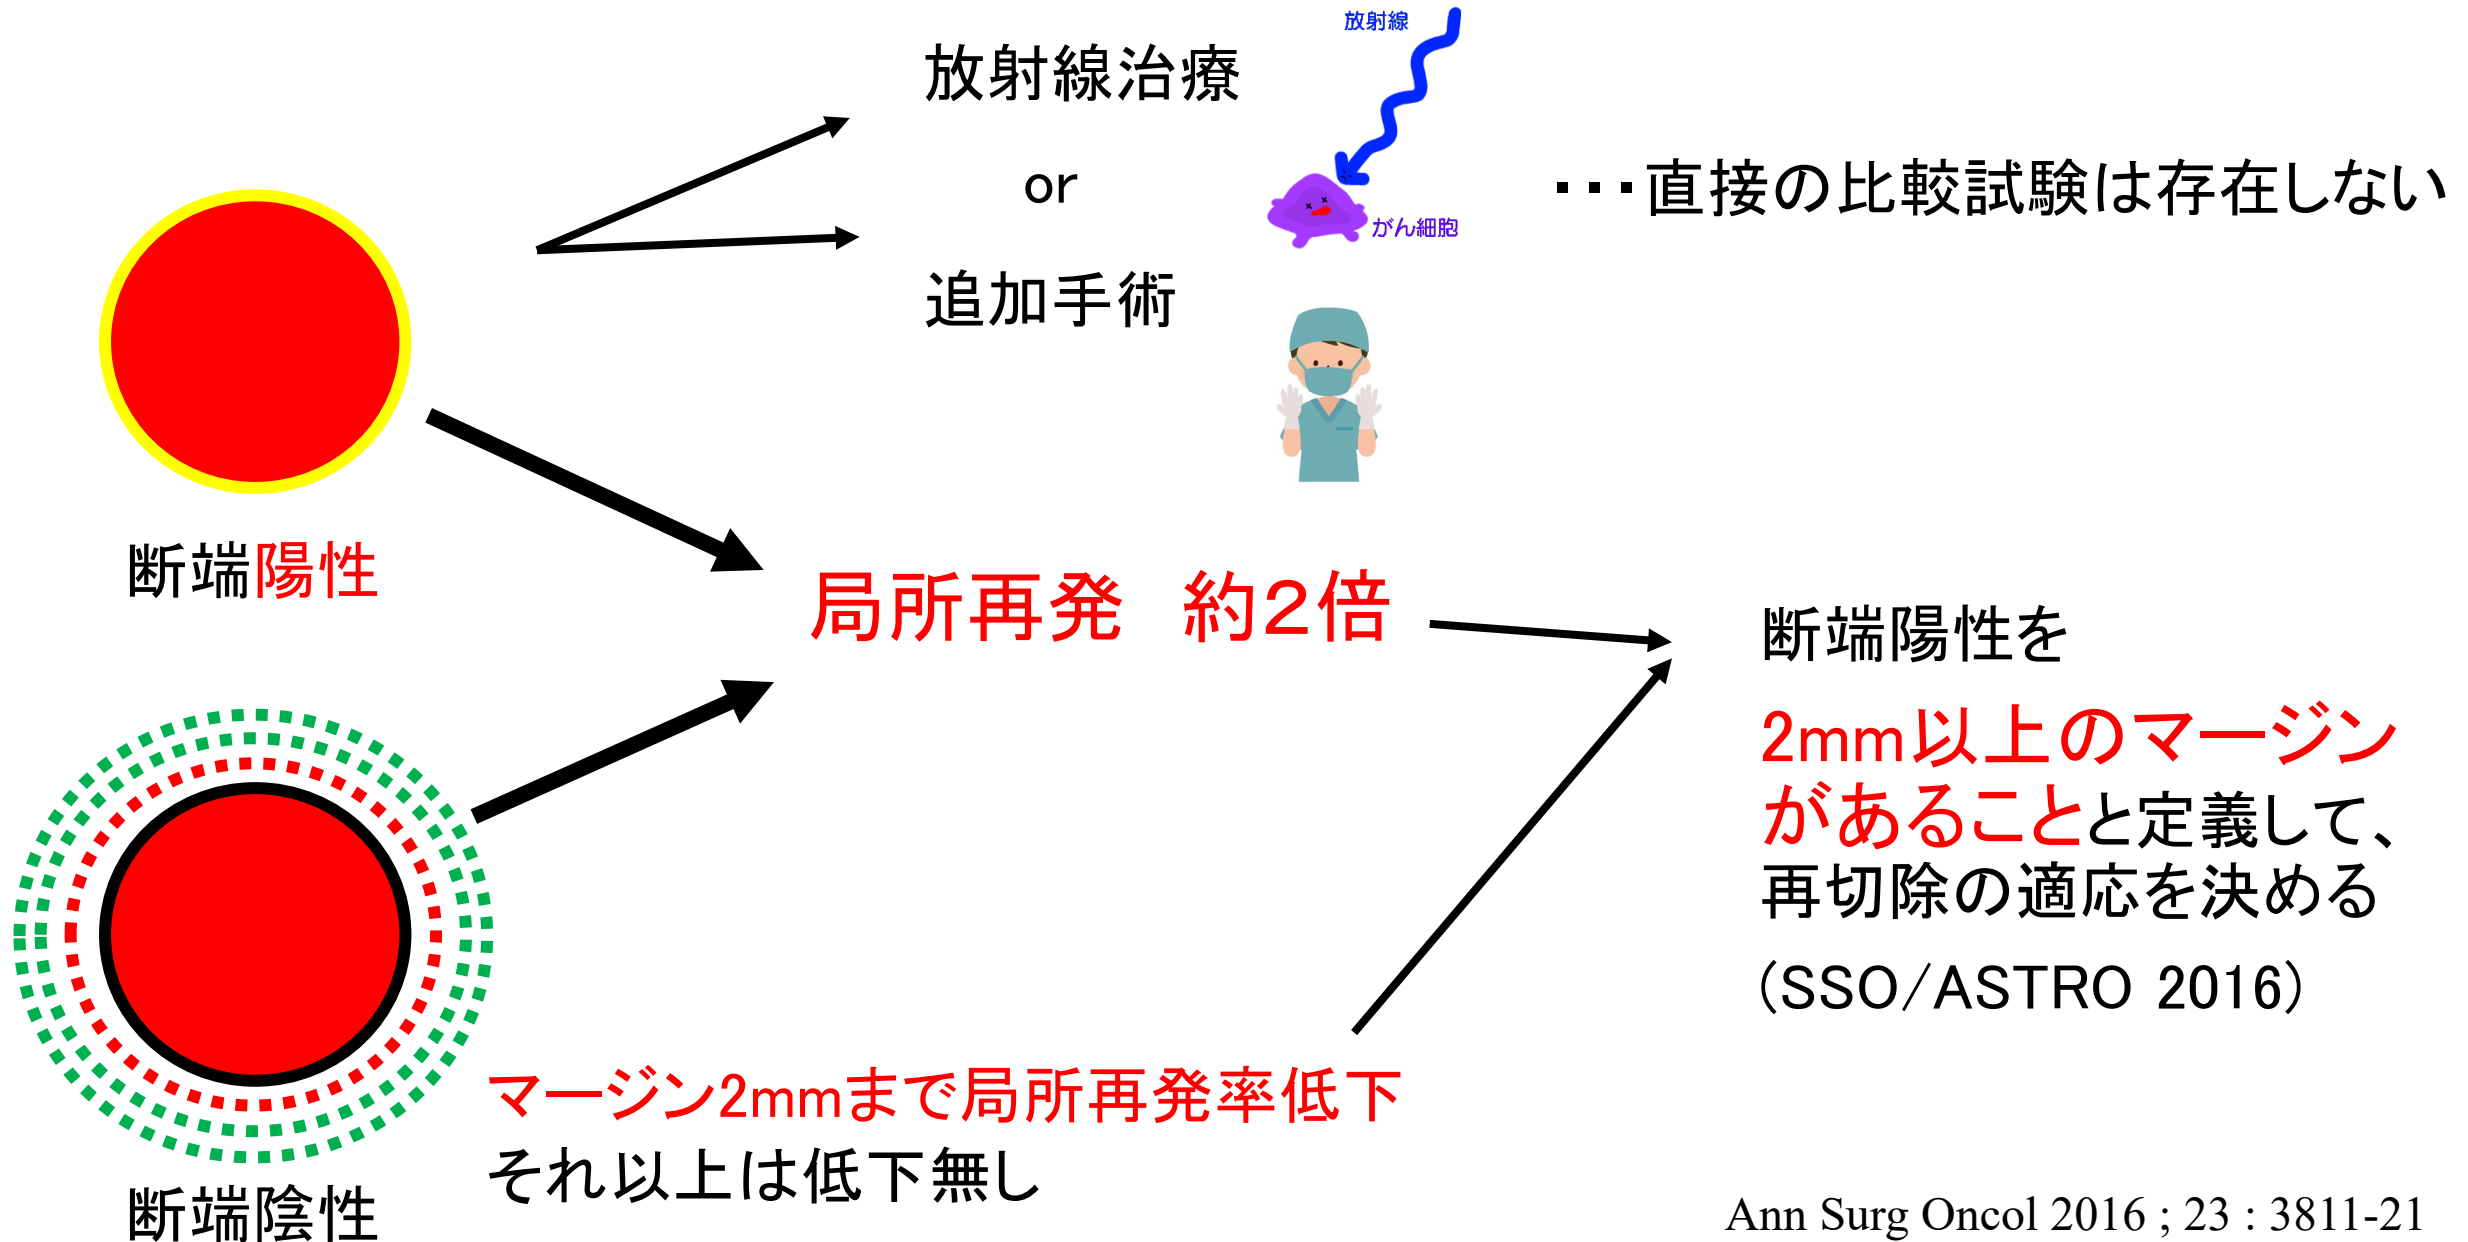 放射線
放射線治療
or
がん細胞
・・・直接の比較試験は存在しない
追加手術
断端陽性
局所再発　約2倍
断端陽性を
2mm以上のマージン
があることと定義して、
再切除の適応を決める
（SSO/ASTRO 2016）
マージン2mmまで局所再発率低下
それ以上は低下無し
断端陰性
Ann Surg Oncol 2016 ; 23 : 3811-21